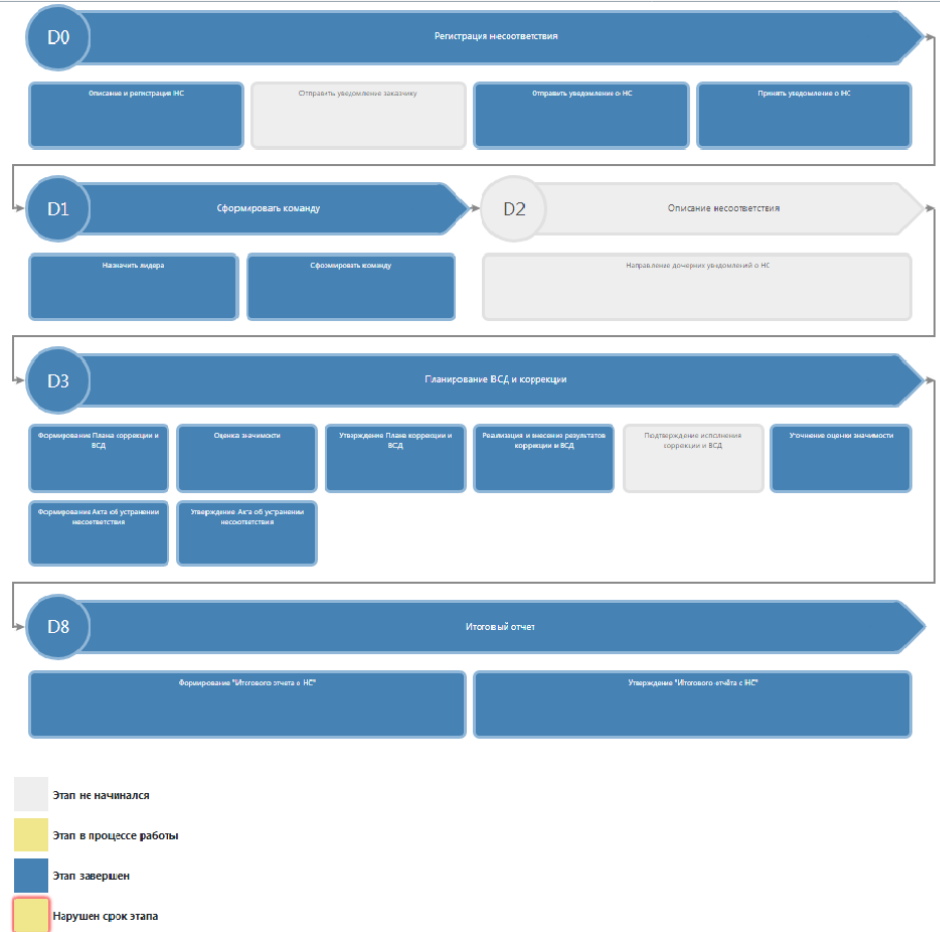 D0
Регистрация несоответствия
Описание и регистрация НС
Отправить уведомление заказчику
Отправить уведомление о НС
Принять уведомление о НС
D1
Сформировать команду
D2
Описание несоответствия
Назначить лидера
Сформировать команду
Направление дочерних уведомлений о НС
D3
Планирование ВСД и коррекции
Формирование Плана коррекции и
ВСД
Оценка значимости
Утверждение Плана коррекции и
ВСД
Реализация и внесение результатов
коррекции и ВСД
Подтверждение исполнения
коррекции и ВСД
Уточнение оценки значимости
Формирование Акта об устранении
несоответствия
Утверждение Акта об устранении
несоответствия
D8
Итоговый отчет
Формирование "Итогового отчета о НС"
Утверждение "Итогового отчёта о НС"
Этап не начинался
Этап в процессе работы
Этап завершен
Нарушен срок этапа